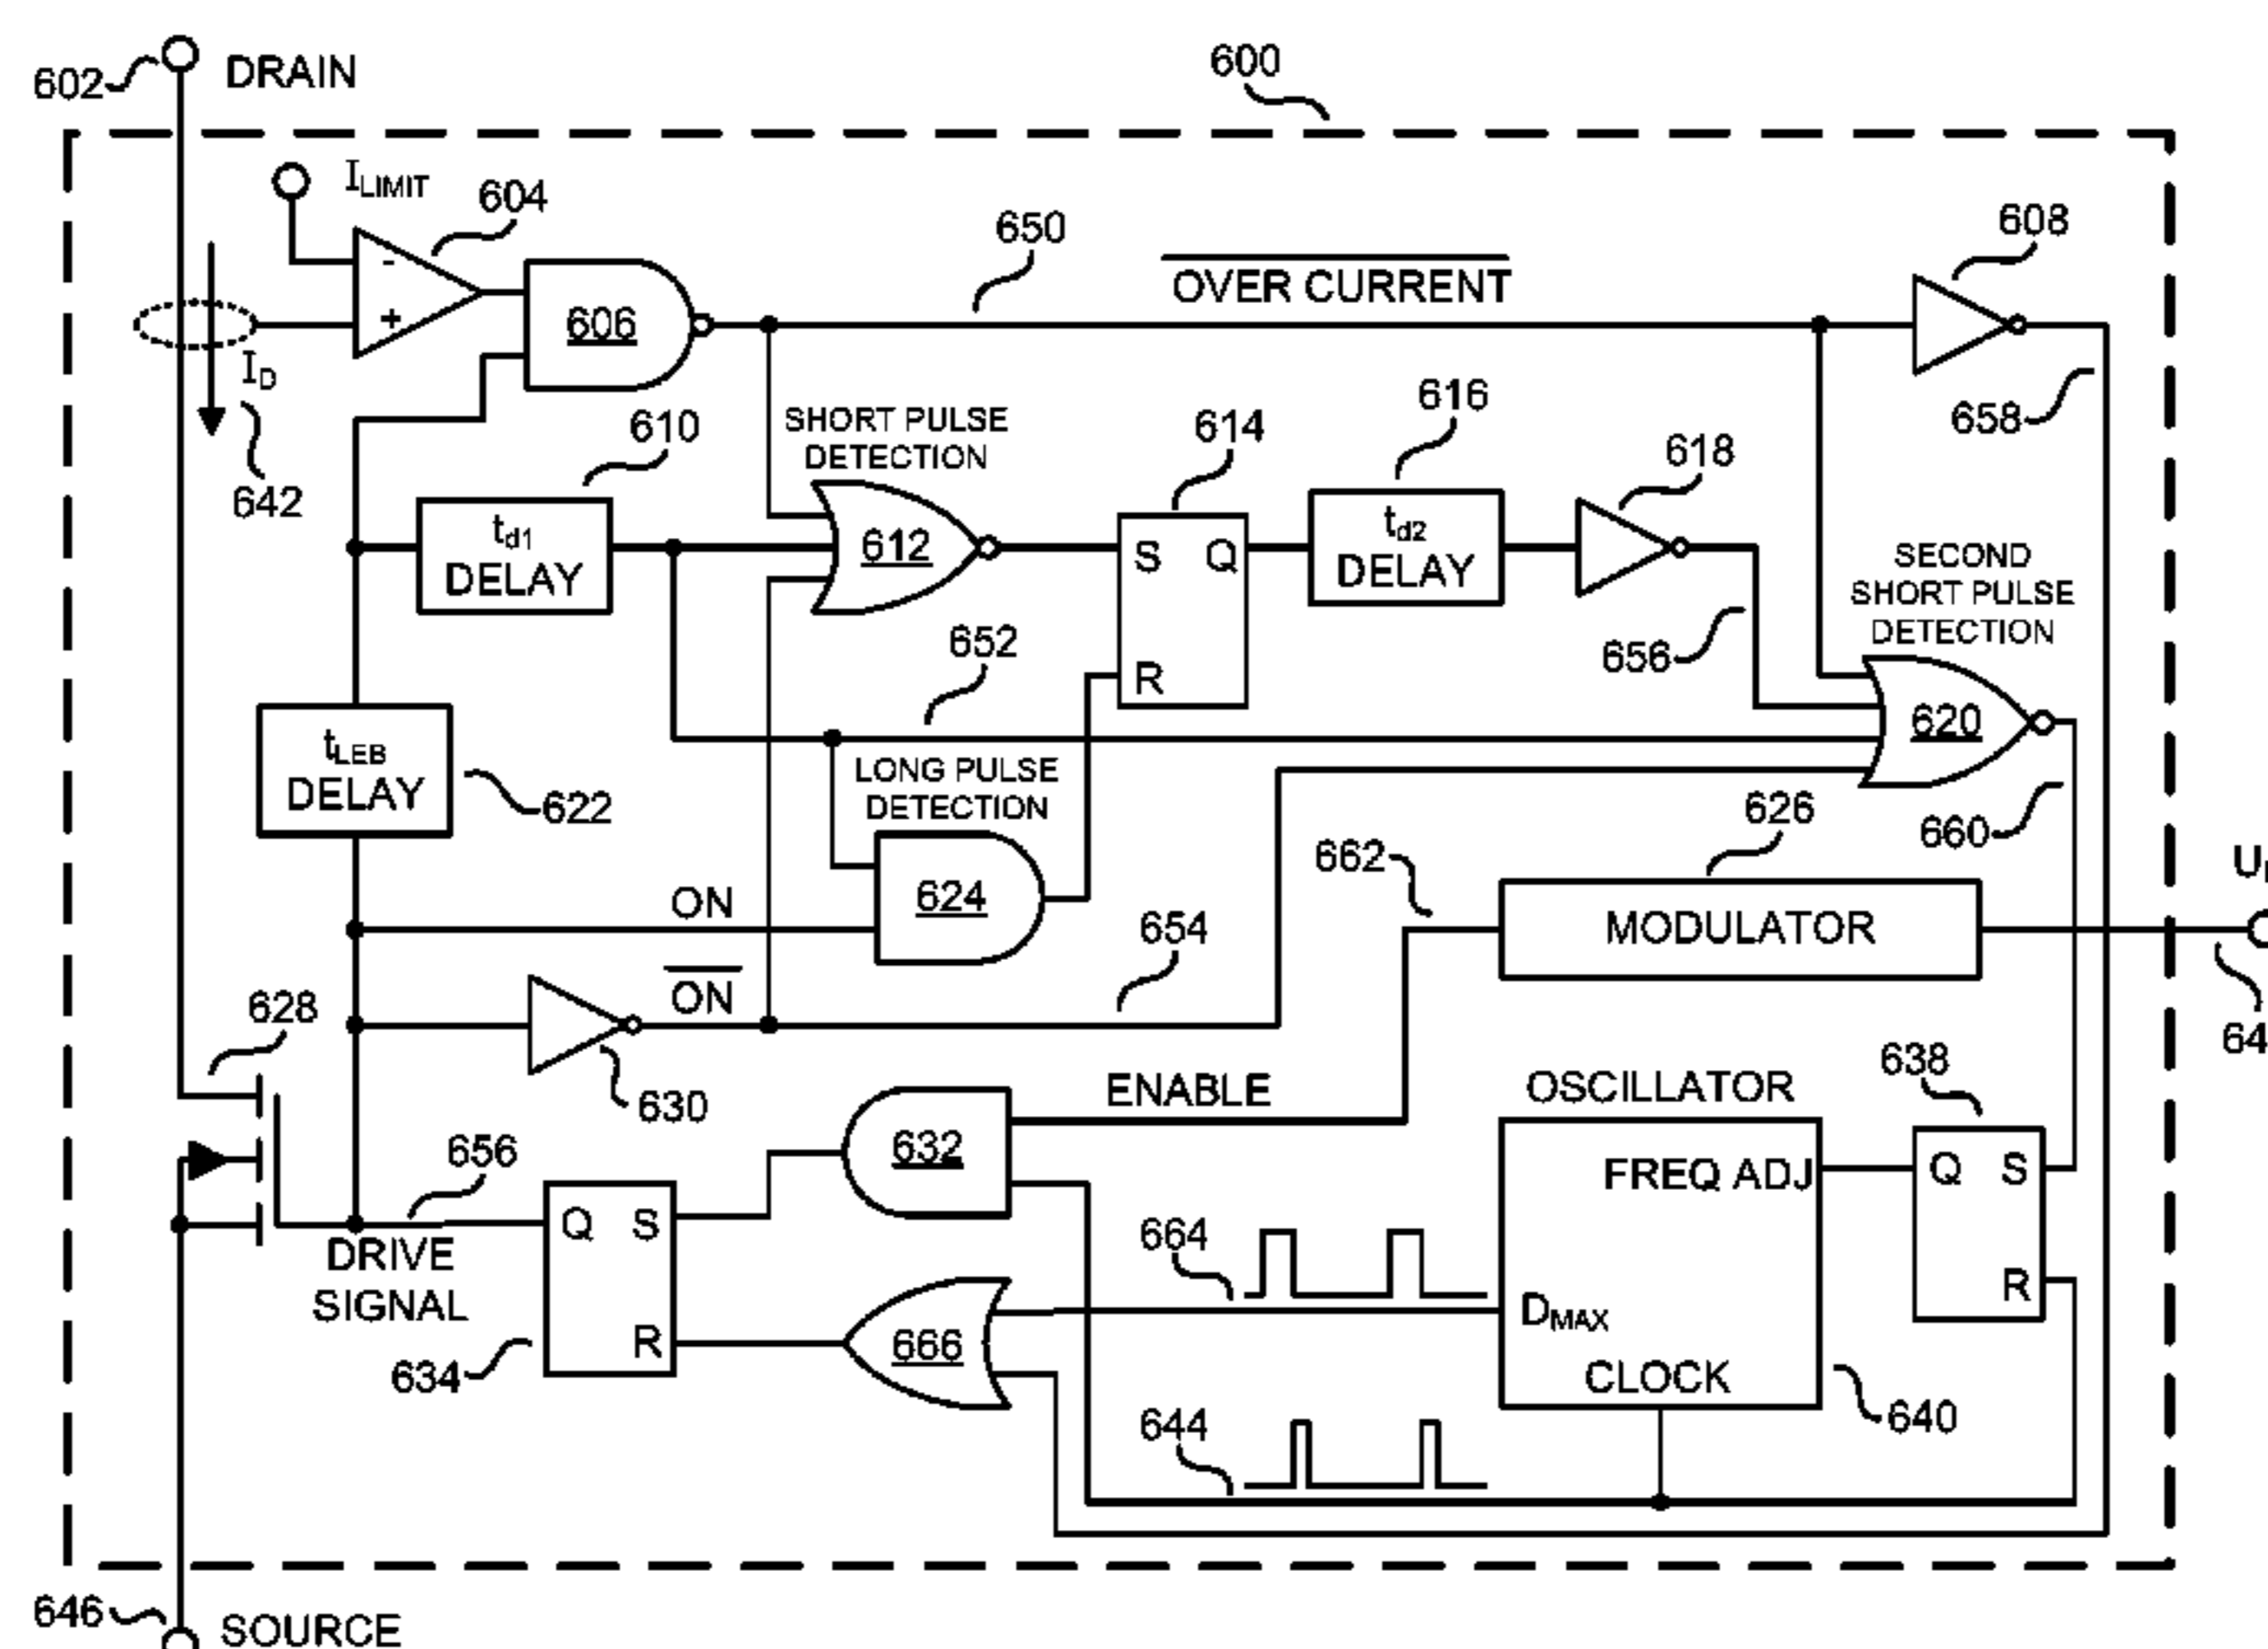 600
602 DRAIN
I_LIMIT
604
650
OVER CURRENT
608
-
+
606
I_D
642
658
610
SHORT PULSE
DETECTION
614
616
618
t_d1
DELAY
612
S Q
R
t_d2
DELAY
SECOND
SHORT PULSE
DETECTION
652
656
620
t_LEB
DELAY
622
LONG PULSE
DETECTION
626
660
662
624
ON
MODULATOR
654
628
ON
630
638
ENABLE
OSCILLATOR
632
656
FREQ ADJ
Q S
R
Q S
R
DRIVE
SIGNAL
634
664
D_MAX
666
CLOCK
644
640
646 SOURCE